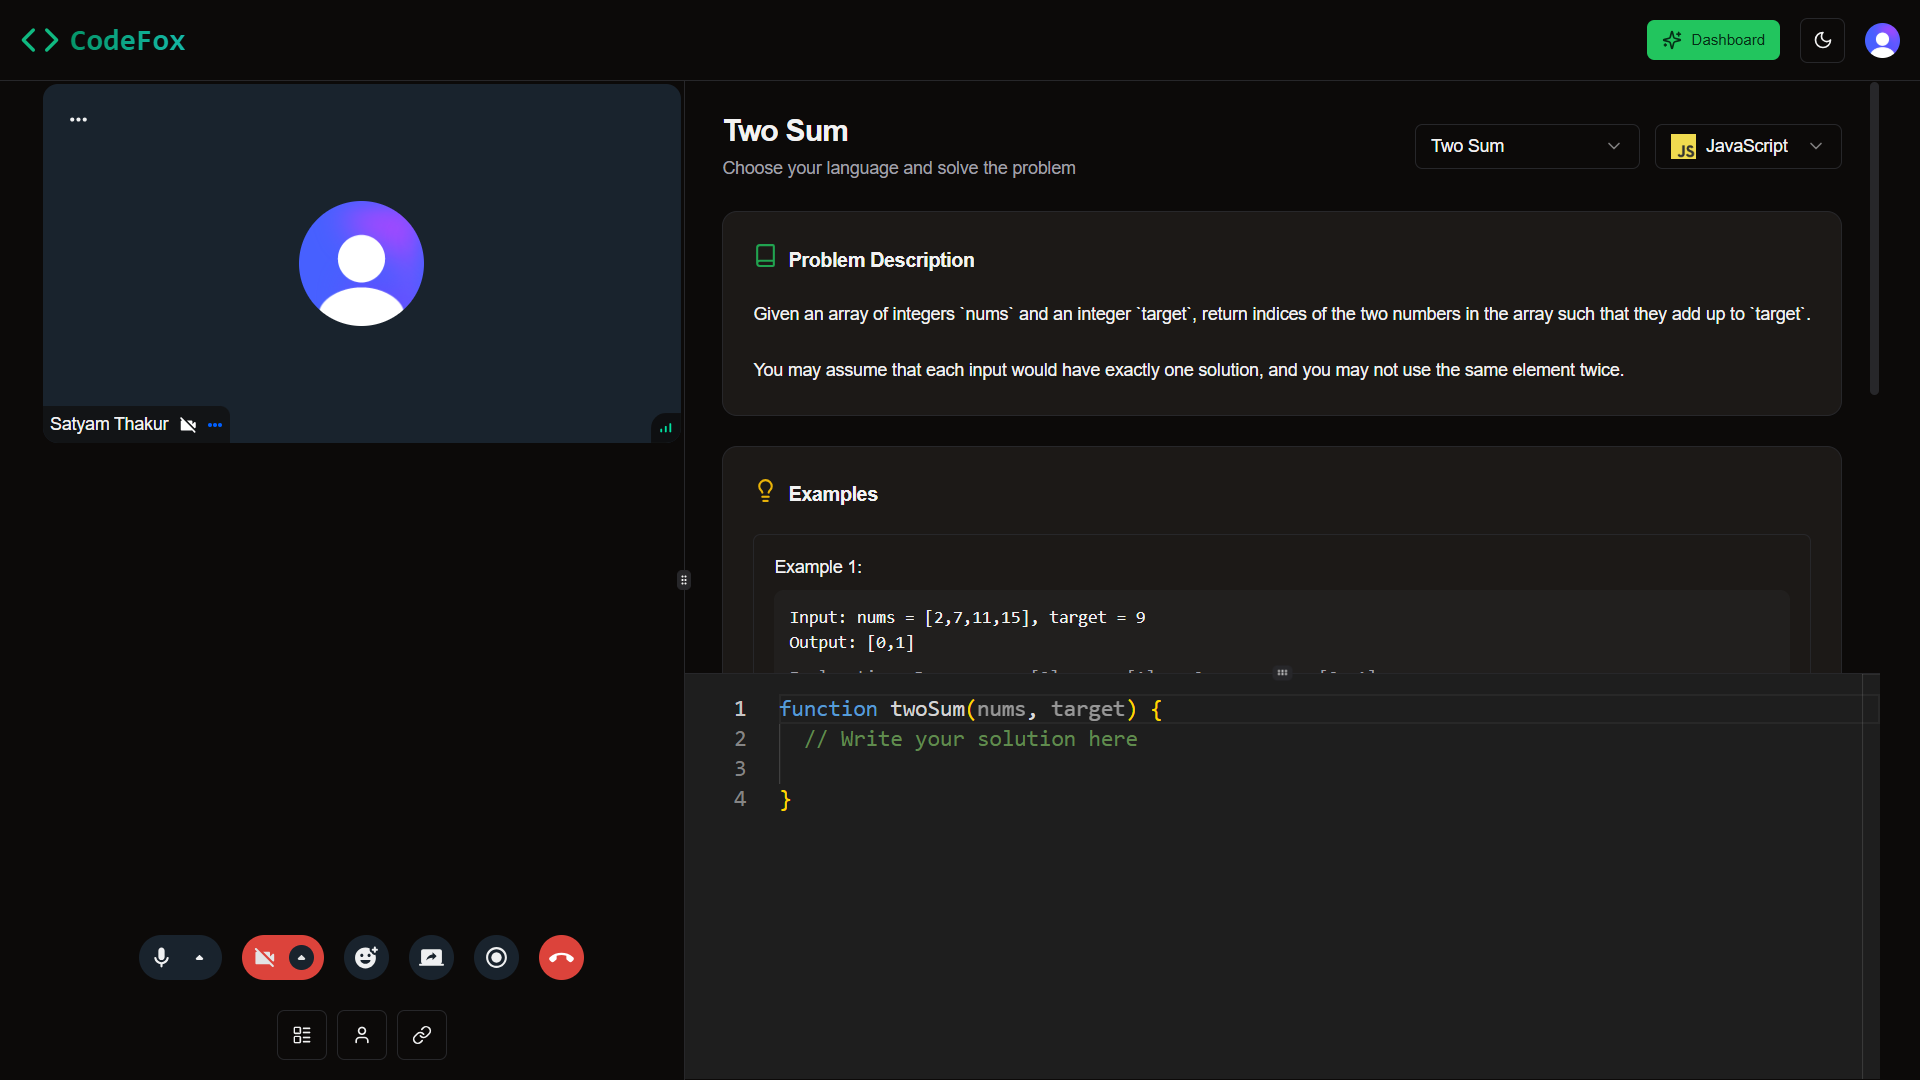 CodeFox
Dashboard
Satyam Thakur
Two Sum
Choose your language and solve the problem
Two Sum
JS JavaScript
Problem Description
Given an array of integers `nums` and an integer `target`, return indices of the two numbers in the array such that they add up to `target`.
You may assume that each input would have exactly one solution, and you may not use the same element twice.
Examples
Example 1:
Input: nums = [2,7,11,15], target = 9
Output: [0,1]
1 function twoSum(nums, target) {
2 // Write your solution here
3
4 }